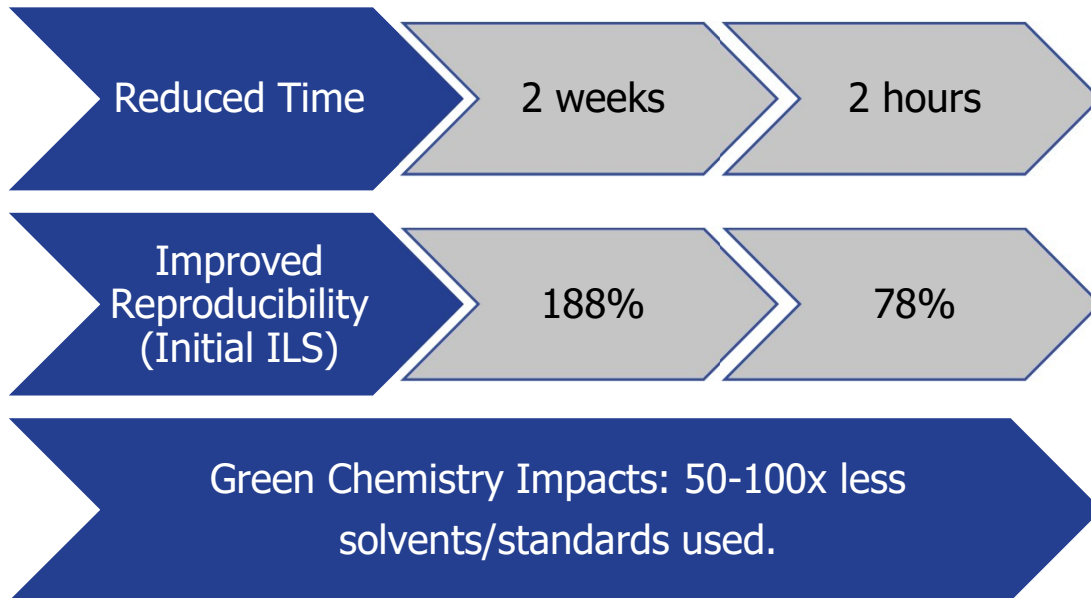 Reduced Time
2 weeks
2 hours
Improved
Reproducibility
(Initial ILS)
188%
78%
Green Chemistry Impacts: 50-100x less
solvents/standards used.